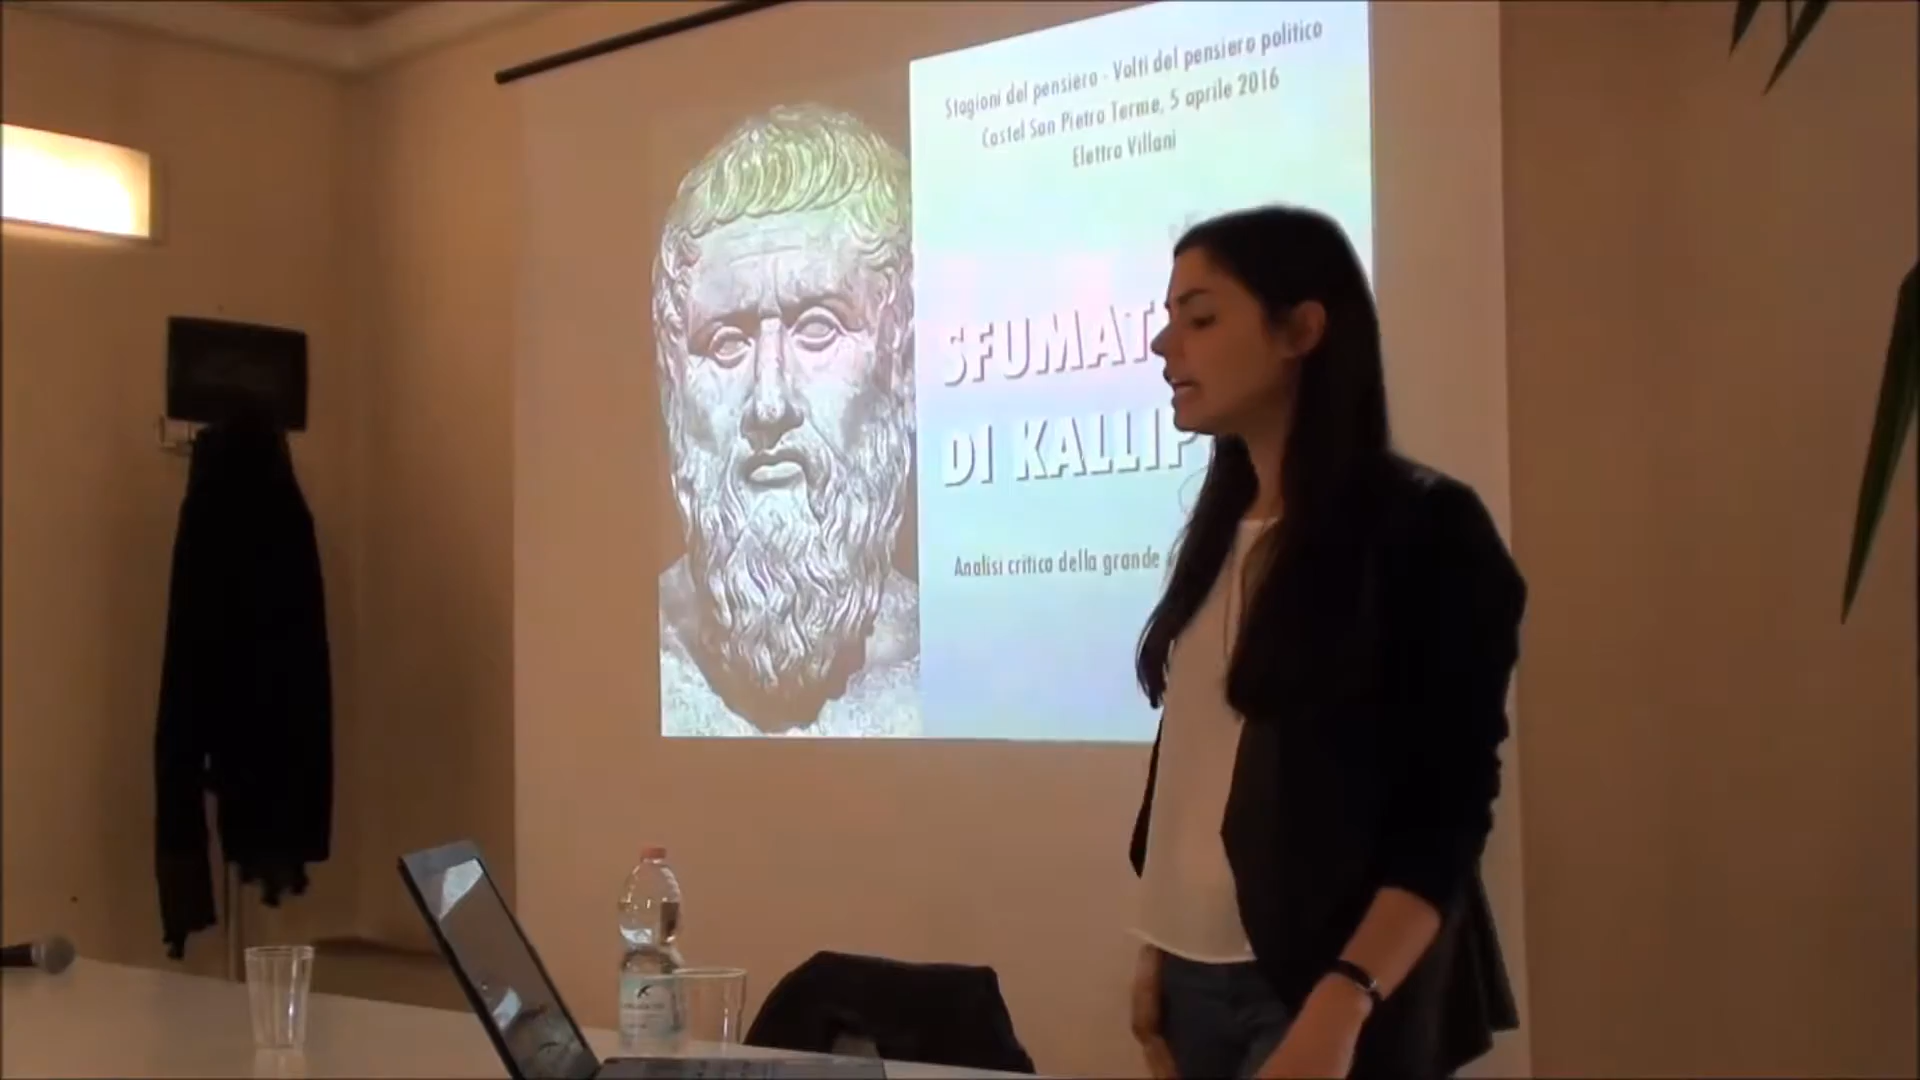 Stagioni del pensiero - Volti del pensiero politico
Castel San Pietro Terme, 5 aprile 2016
Elettra Villani
SFUMAT
DI KALLIP
Analisi critica della grande